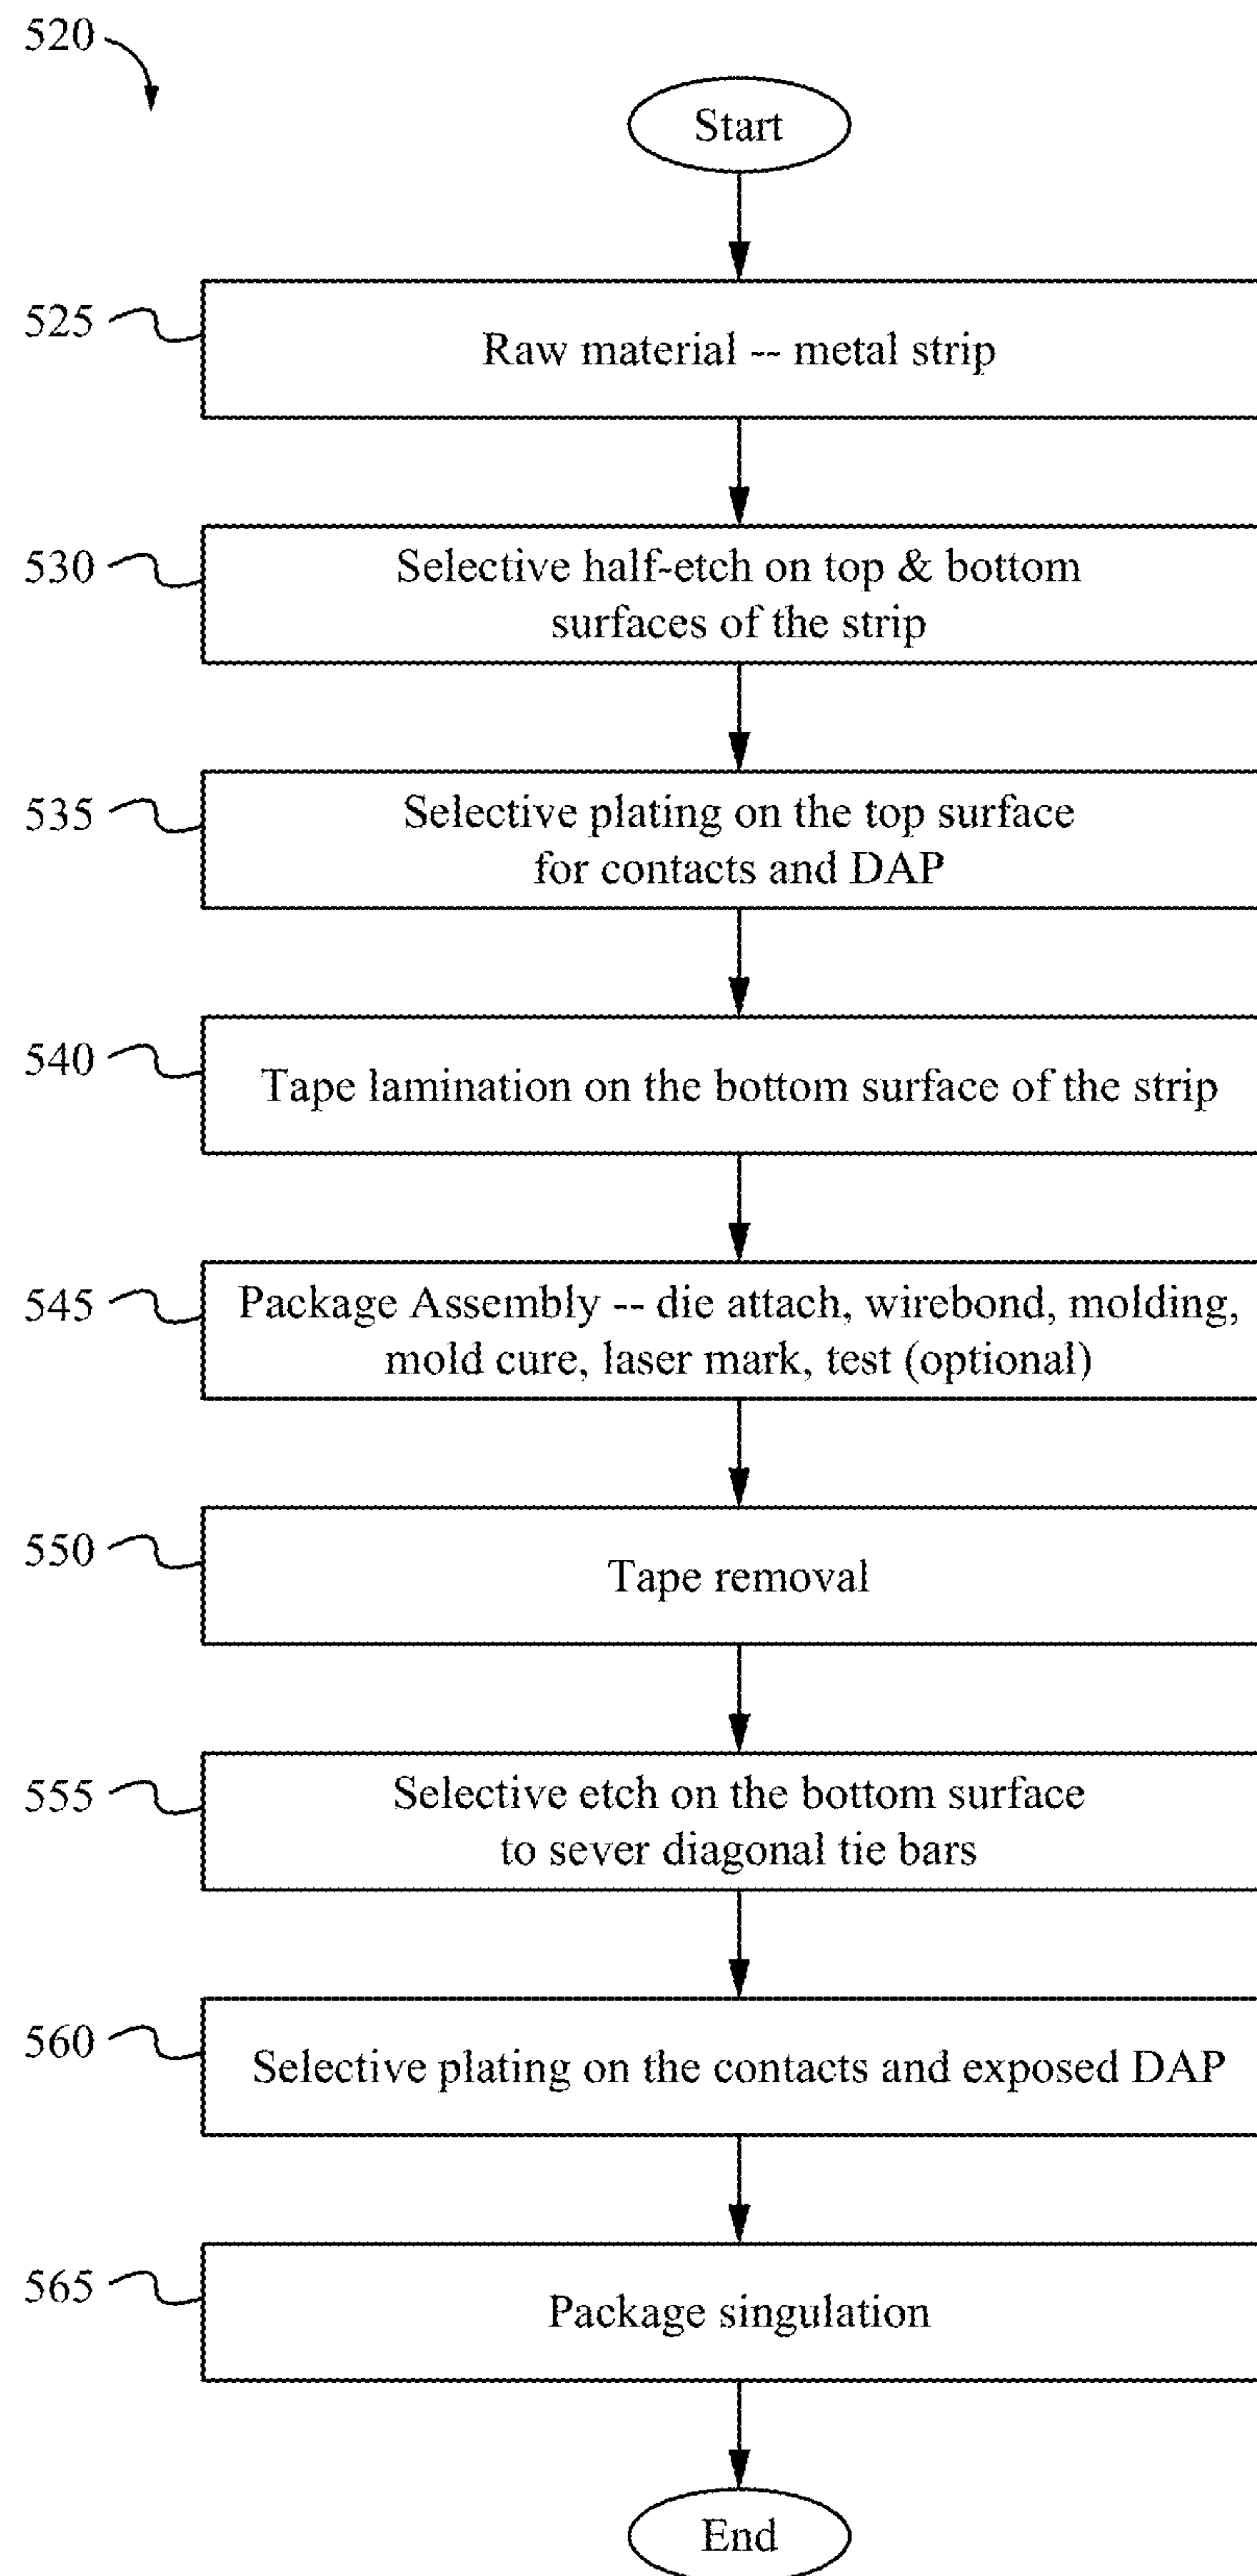 520
Start
525
Raw material -- metal strip
530
Selective half-etch on top & bottom
surfaces of the strip
535
Selective plating on the top surface
for contacts and DAP
540
Tape lamination on the bottom surface of the strip
545
Package Assembly -- die attach, wirebond, molding,
mold cure, laser mark, test (optional)
550
Tape removal
555
Selective etch on the bottom surface
to sever diagonal tie bars
560
Selective plating on the contacts and exposed DAP
565
Package singulation
End